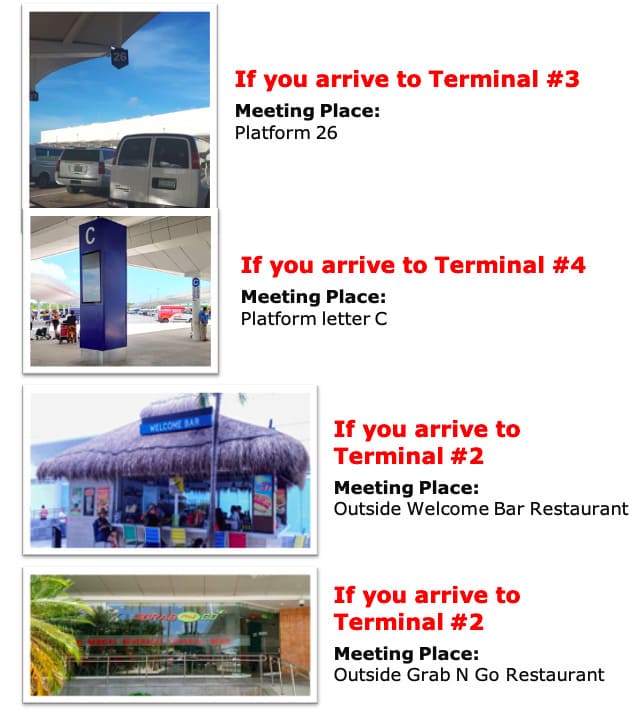 26
If you arrive to Terminal #3
Meeting Place:
Platform 26
C
If you arrive to Terminal #4
Meeting Place:
Platform letter C
WELCOME BAR
If you arrive to
Terminal #2
Meeting Place:
Outside Welcome Bar Restaurant
GRAB GO
If you arrive to
Terminal #2
Meeting Place:
Outside Grab N Go Restaurant